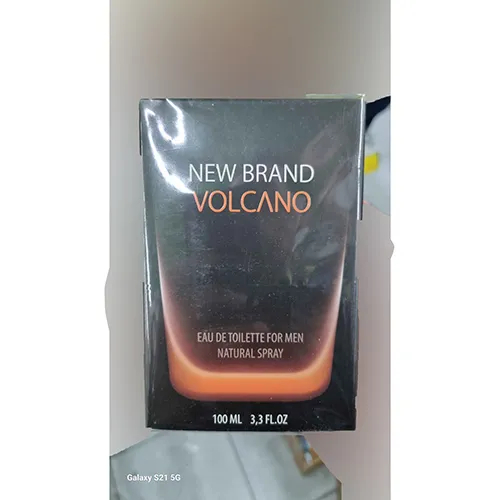 NEW BRAND
VOLCANO
EAU DE TOILETTE FOR MEN
NATURAL SPRAY
100 ML 3,3 FL.OZ
Galaxy S21 5G